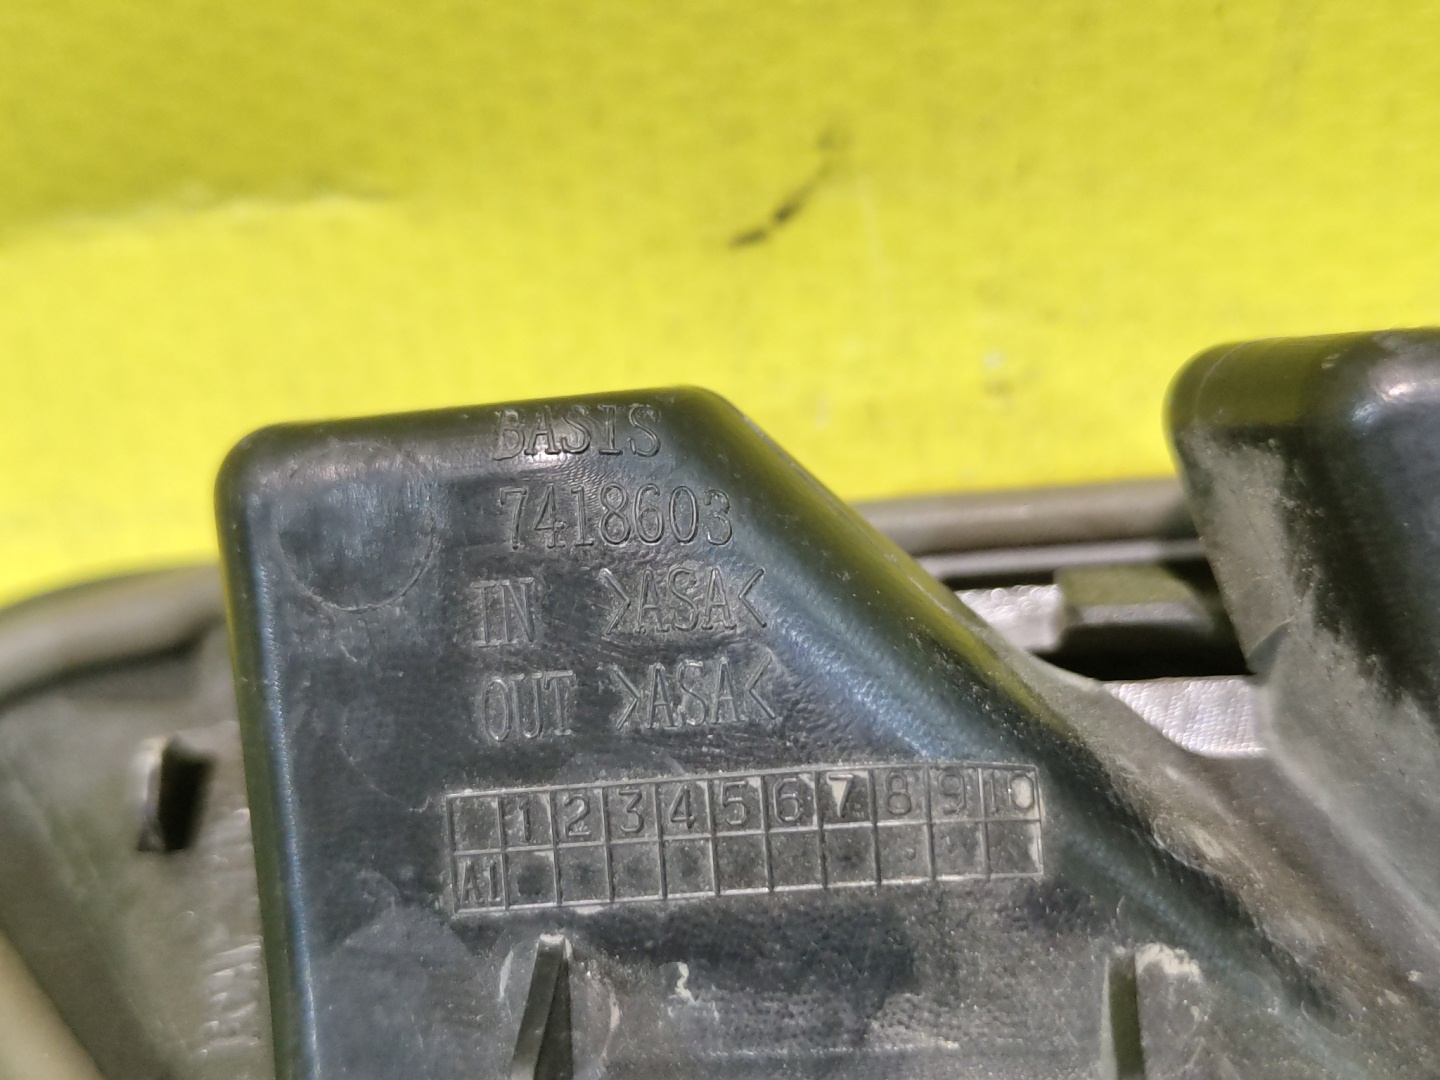 BASIS
7418603
IN >ASA<
OUT >ASA<
1 2 3 4 5 6 7 8 9 10
A1